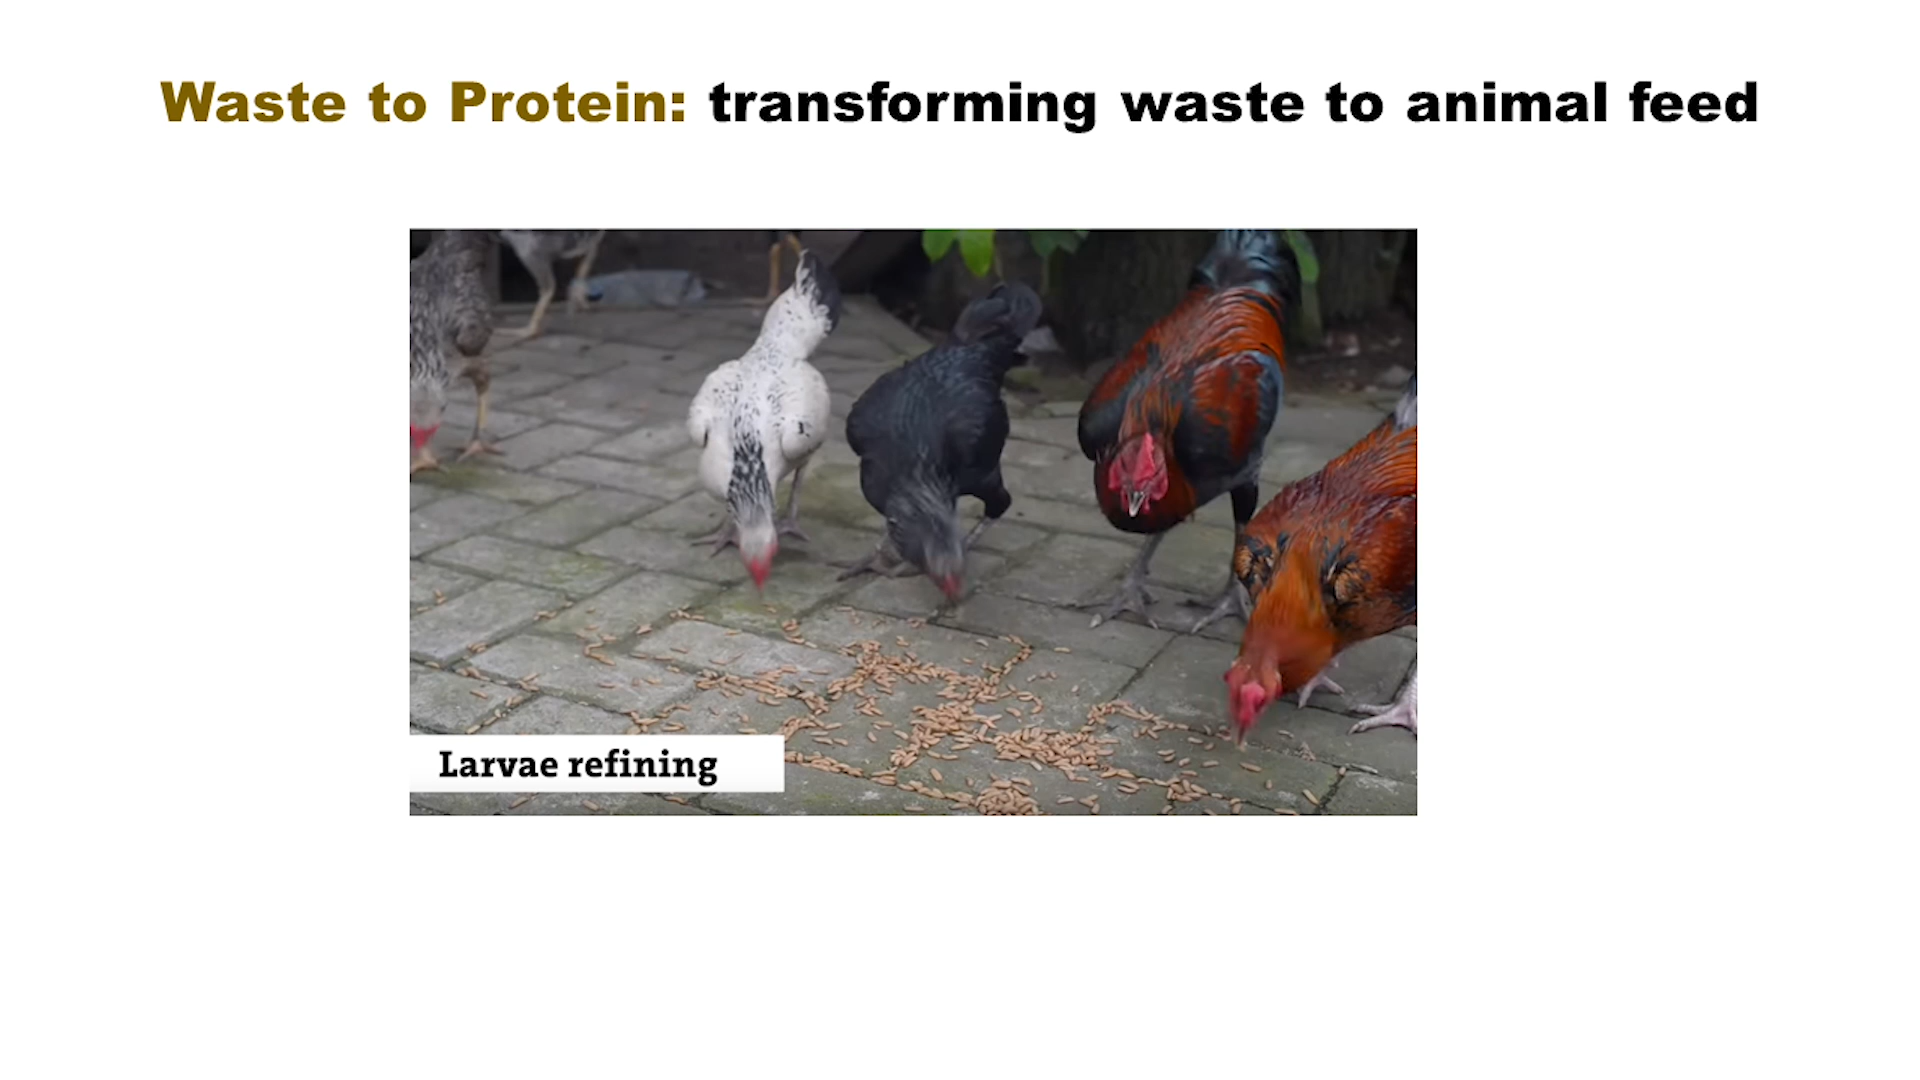 Waste to Protein: transforming waste to animal feed
Larvae refining